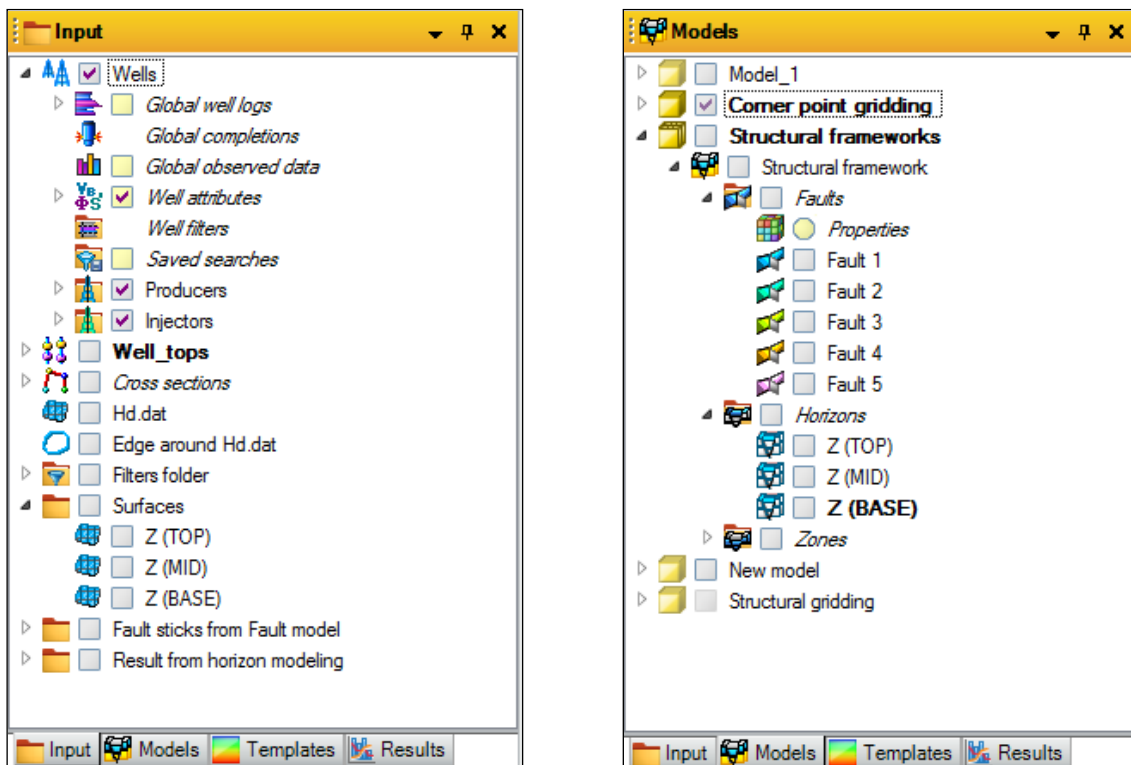 Input
Wells
Global well logs
Global completions
Global observed data
Well attributes
Well filters
Saved searches
Producers
Injectors
Well_tops
Cross sections
Hd.dat
Edge around Hd.dat
Filters folder
Surfaces
Z (TOP)
Z (MID)
Z (BASE)
Fault sticks from Fault model
Result from horizon modeling
Input Models Templates Results
Models
Model_1
Corner point gridding
Structural frameworks
Structural framework
Faults
Properties
Fault 1
Fault 2
Fault 3
Fault 4
Fault 5
Horizons
Z (TOP)
Z (MID)
Z (BASE)
Zones
New model
Structural gridding
Input Models Templates Results